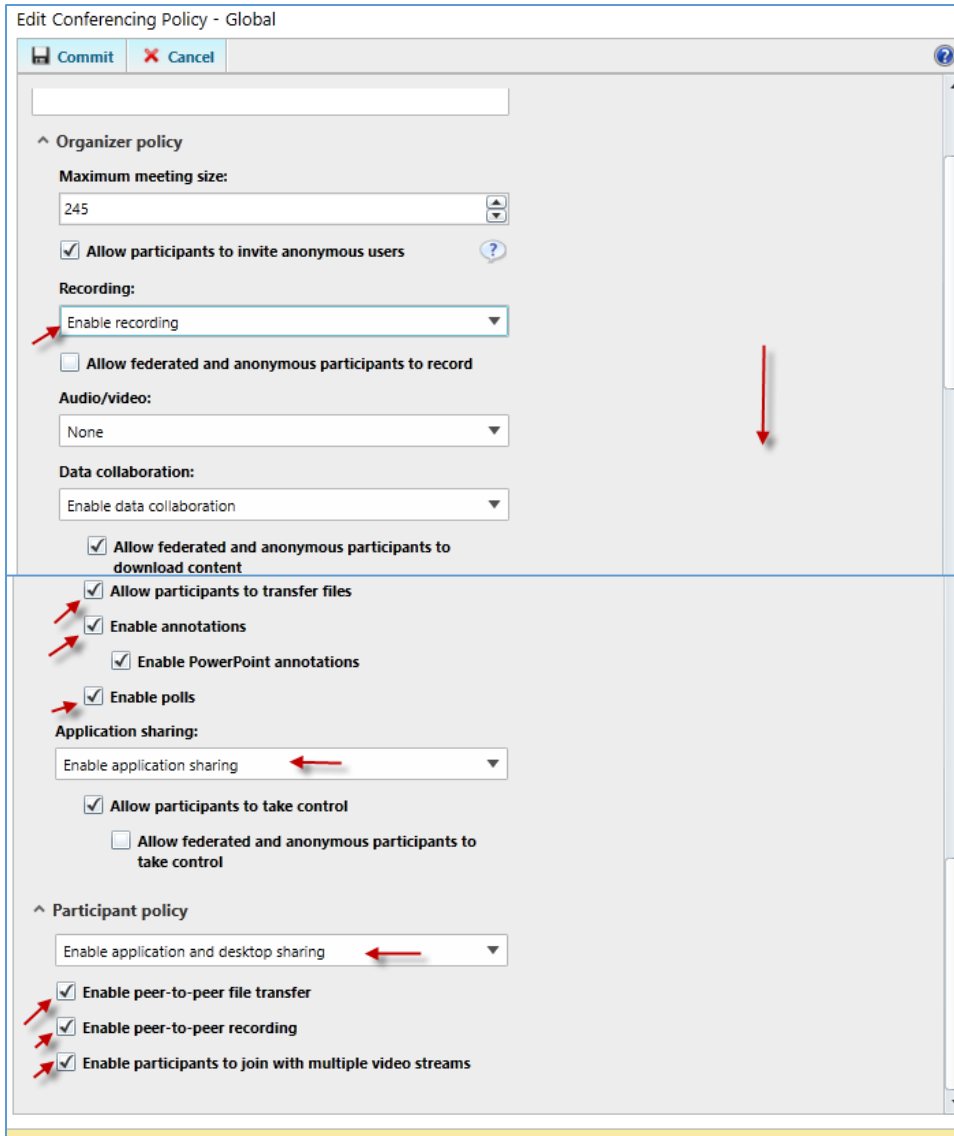 Edit Conferencing Policy - Global
Commit Cancel
Organizer policy
Maximum meeting size:
245
Allow participants to invite anonymous users
Recording:
Enable recording
Allow federated and anonymous participants to record
Audio/video:
None
Data collaboration:
Enable data collaboration
Allow federated and anonymous participants to
download content
Allow participants to transfer files
Enable annotations
Enable PowerPoint annotations
Enable polls
Application sharing:
Enable application sharing
Allow participants to take control
Allow federated and anonymous participants to
take control
Participant policy
Enable application and desktop sharing
Enable peer-to-peer file transfer
Enable peer-to-peer recording
Enable participants to join with multiple video streams